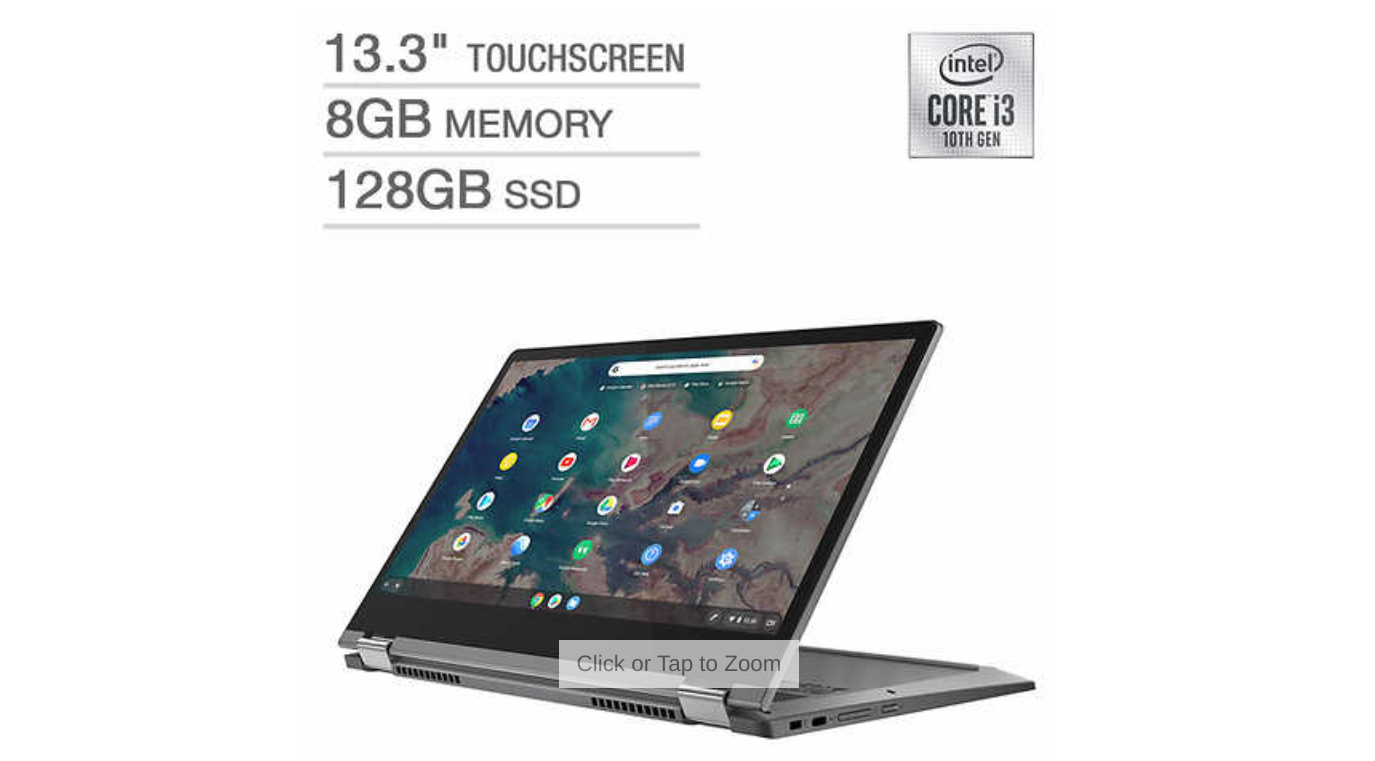 13.3" TOUCHSCREEN
8GB MEMORY
128GB SSD
intel
CORE i3
10TH GEN
Click or Tap to Zoom